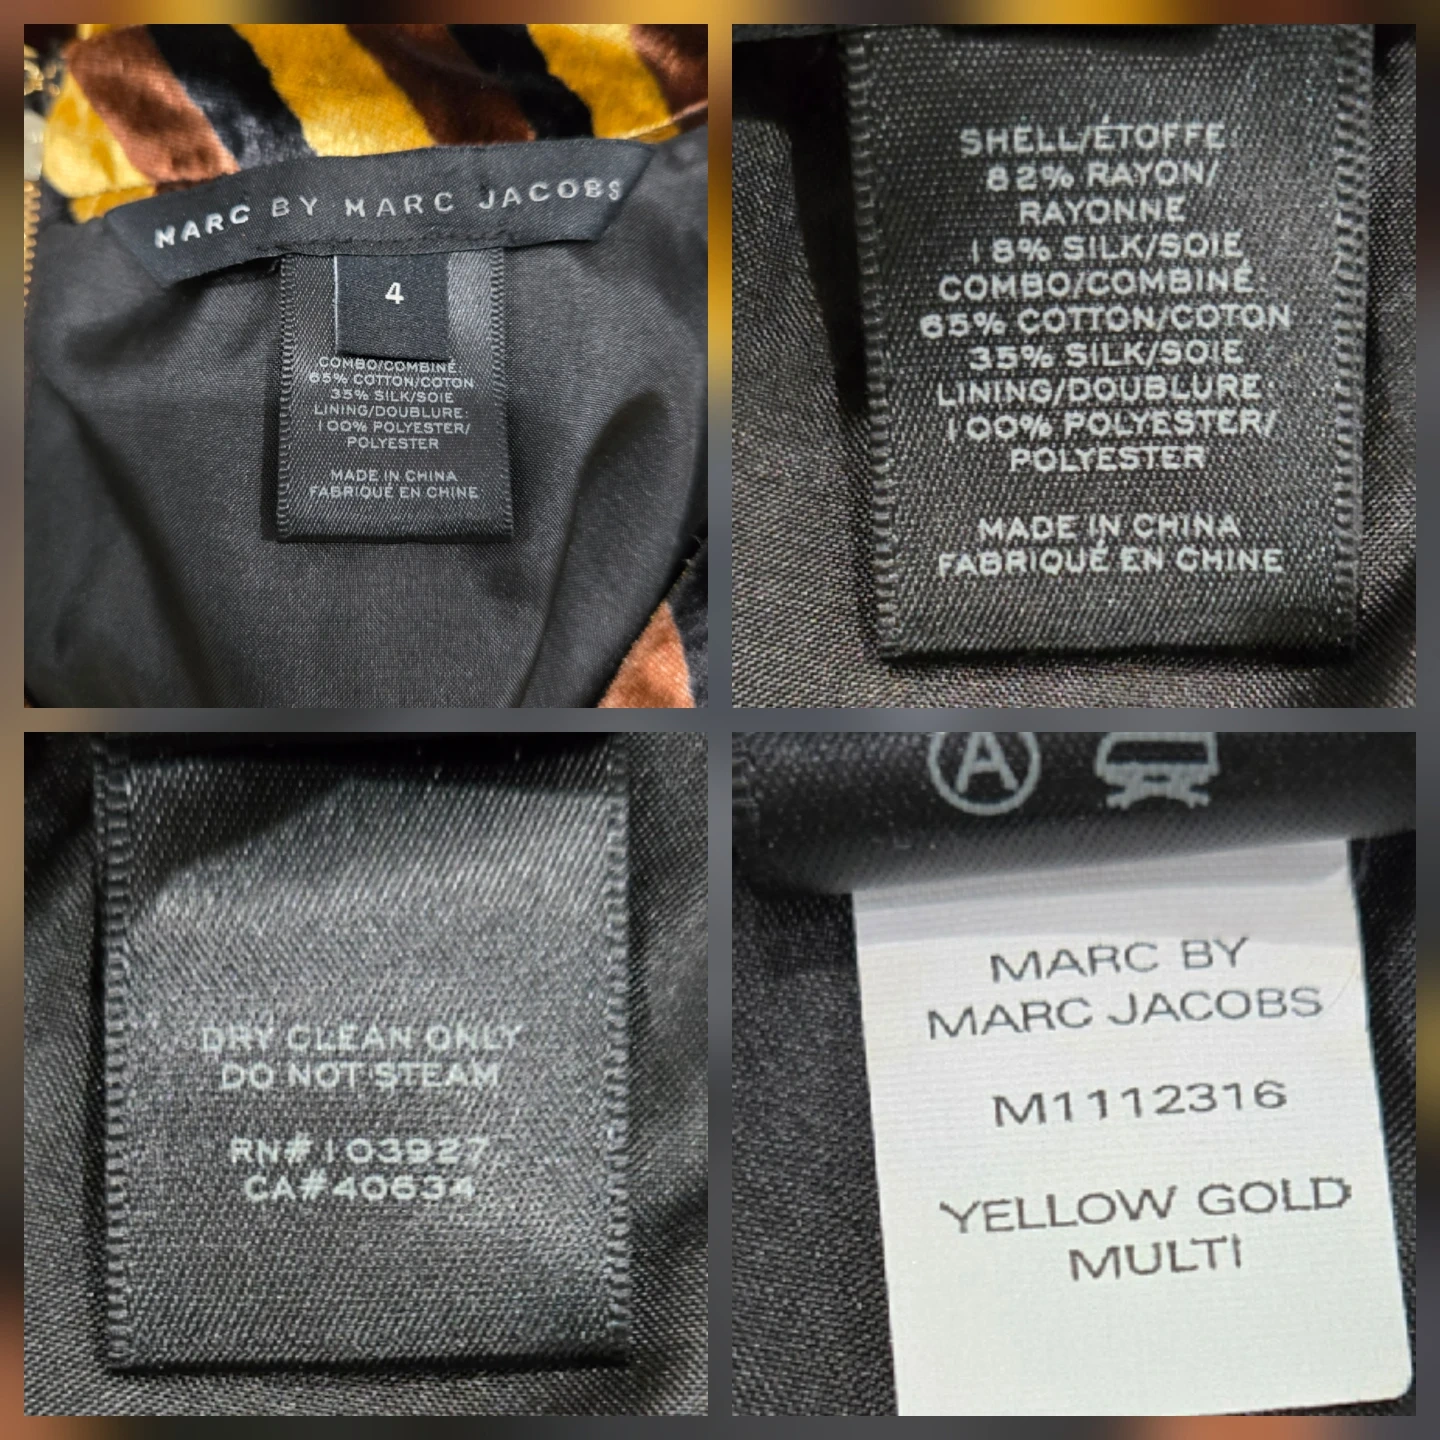 MARC BY MARC JACOBS
4
COMBO/COMBINÉ:
65% COTTON/COTON
35% SILK/SOIE
LINING/DOUBLURE:
100% POLYESTER/
POLYESTER
MADE IN CHINA
FABRIQUÉ EN CHINE
SHELL/ÉTOFFE
82% RAYON/
RAYONNE
18% SILK/SOIE
COMBO/COMBINÉ:
65% COTTON/COTON
35% SILK/SOIE
LINING/DOUBLURE:
100% POLYESTER/
POLYESTER
MADE IN CHINA
FABRIQUÉ EN CHINE
DRY CLEAN ONLY
DO NOT STEAM
RN#103927
CA#40634
A
MARC BY
MARC JACOBS
M1112316
YELLOW GOLD
MULTI